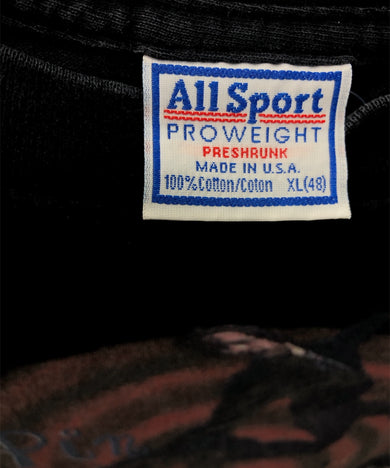 All Sport
PROWEIGHT
PRESHRUNK
MADE IN U.S.A.
100% Cotton/Coton XL(48)